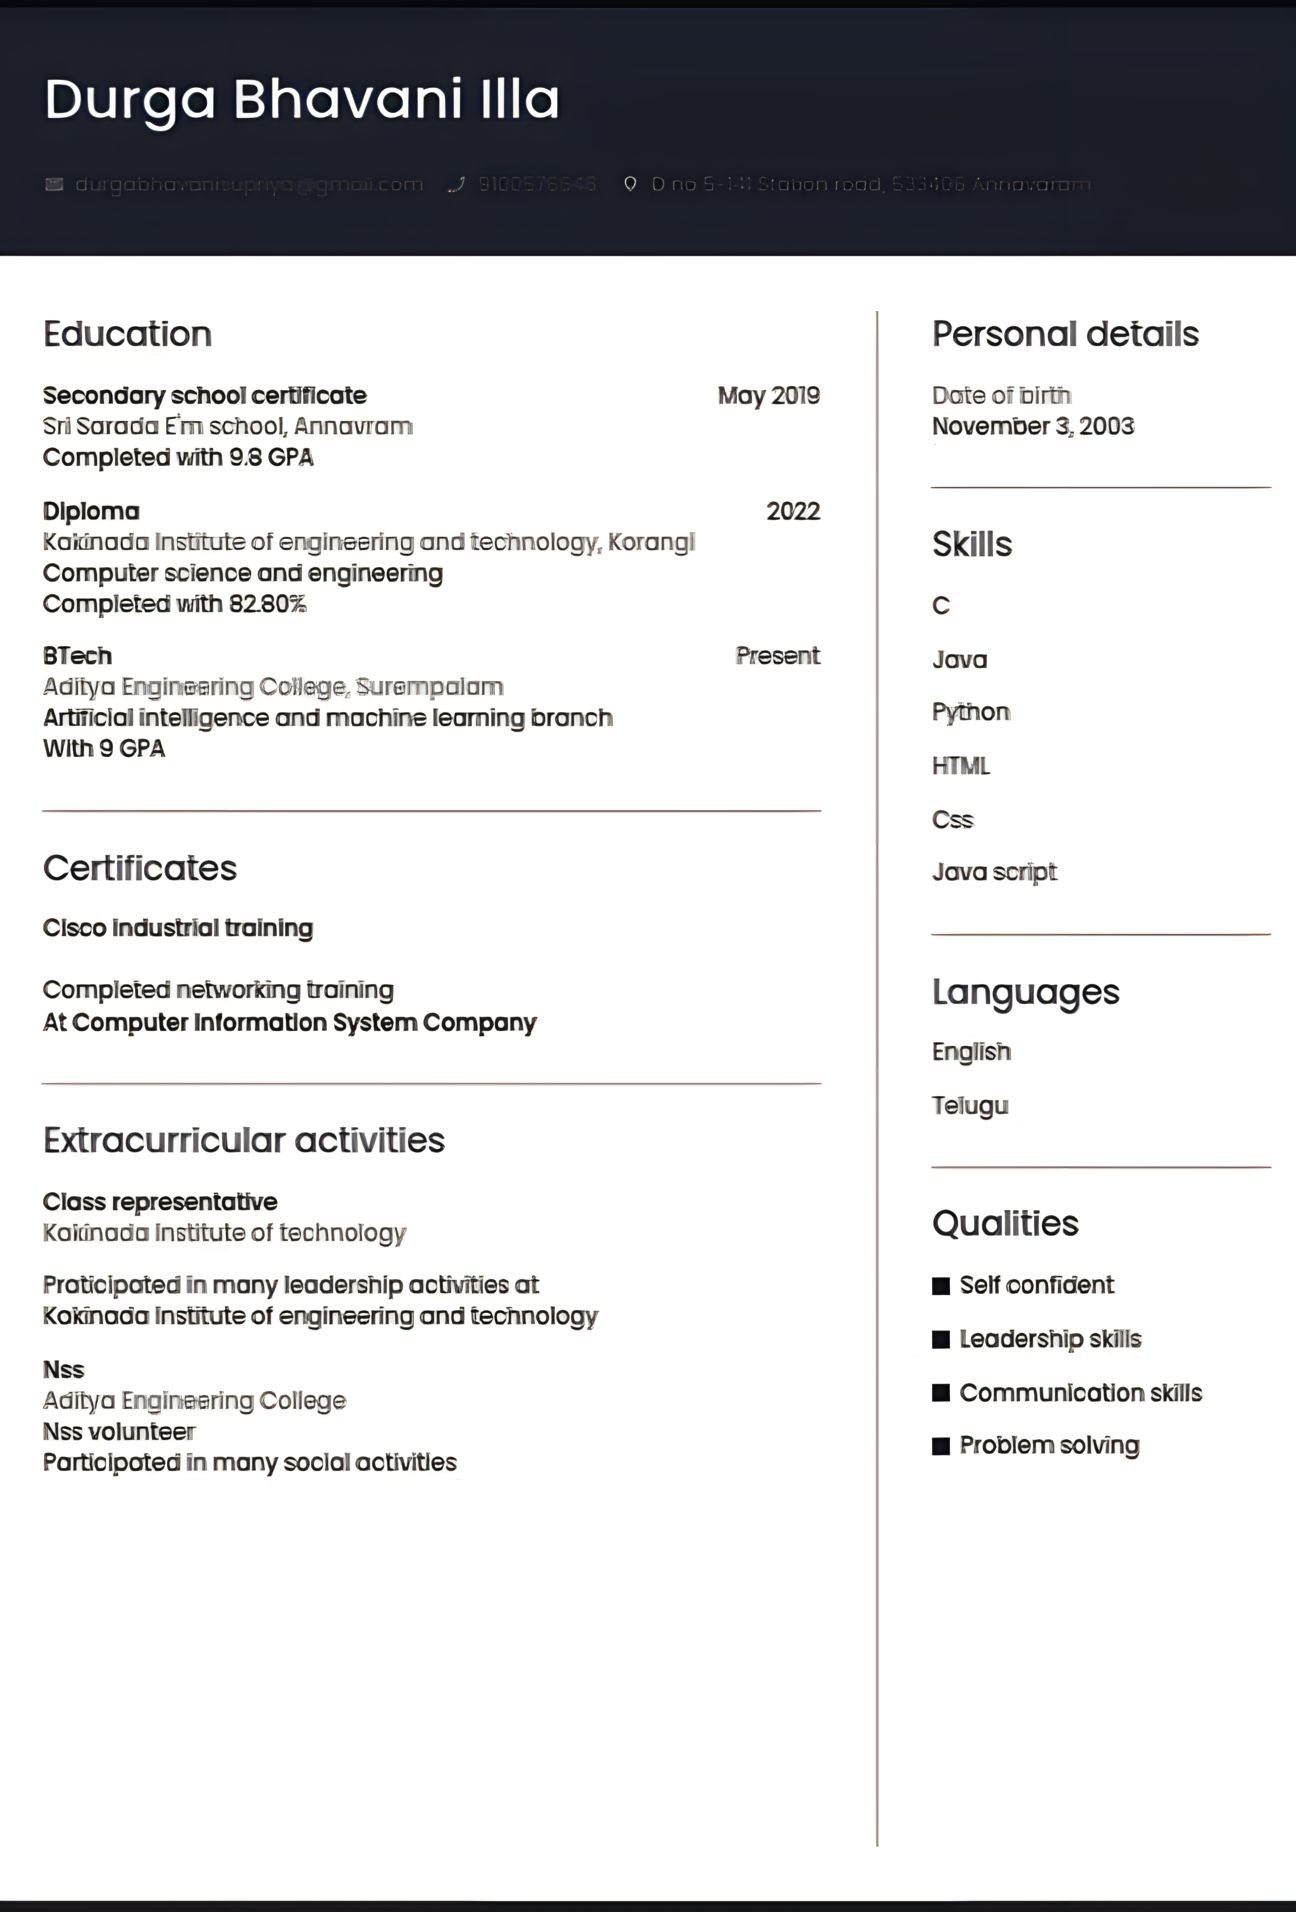 Durga Bhavani Illa
durgabhavanisupriya@gmail.com
D no Station road, Annavaram
Education
Secondary school certificate May 2019
Sri Sarada E'm school, Annavram
Completed with 9.8 GPA
Diploma 2022
Kakinada Institute of engineering and technology, Korangi
Computer science and engineering
Completed with 82.80%
BTech Present
Aditya Engineering College, Surempalam
Artificial intelligence and machine learning branch
With 9 GPA
Certificates
Cisco industrial training
Completed networking training
At Computer Information System Company
Extracurricular activities
Class representative
Kakinada Institute of technology
Praticipated in many leadership activities at
Kakinada Institute of engineering and technology
Nss
Aditya Engineering College
Nss volunteer
Participated in many social activities
Personal details
Date of birth
November 3, 2003
Skills
C
Java
Python
HTML
Css
Java script
Languages
English
Telugu
Qualities
Self confident
Leadership skills
Communication skills
Problem solving